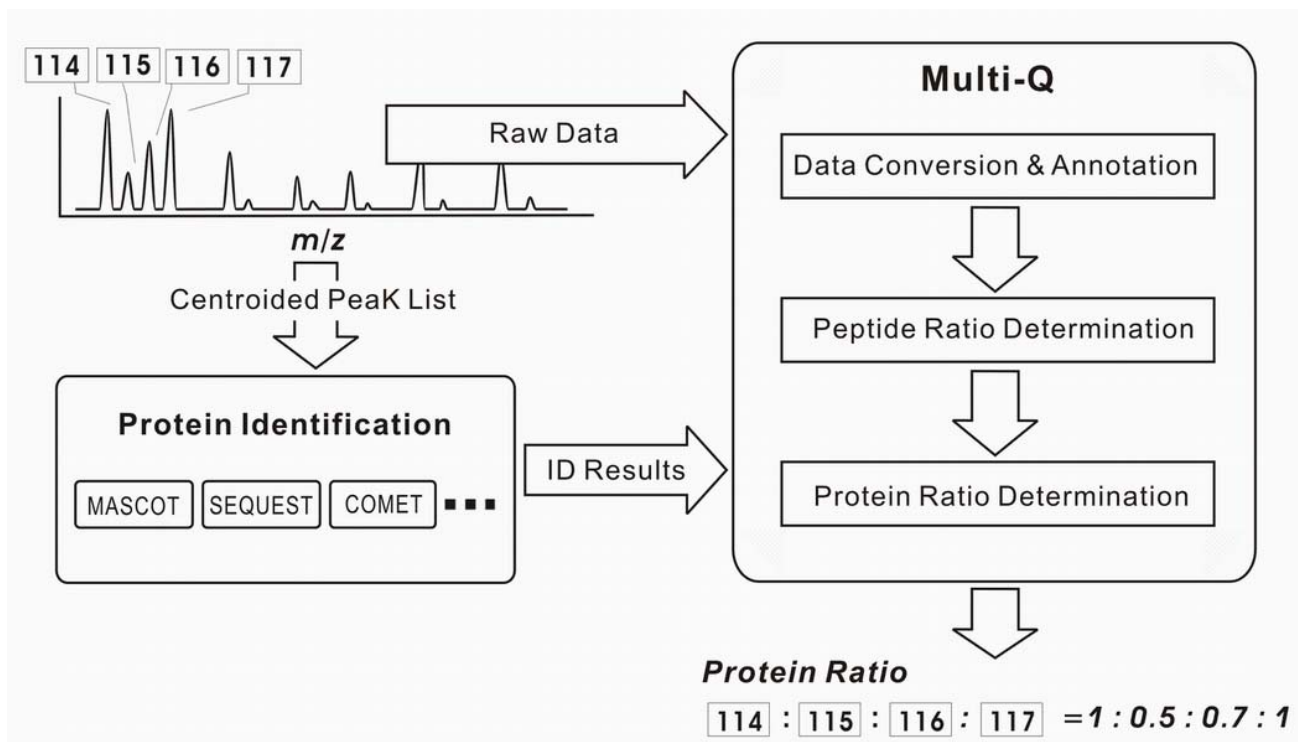 114 115 116 117
Raw Data
m/z
Centroided PeaK List
Protein Identification
MASCOT SEQUEST COMET ...
ID Results
Multi-Q
Data Conversion & Annotation
Peptide Ratio Determination
Protein Ratio Determination
Protein Ratio
114 : 115 : 116 : 117 =1 : 0.5 : 0.7 : 1